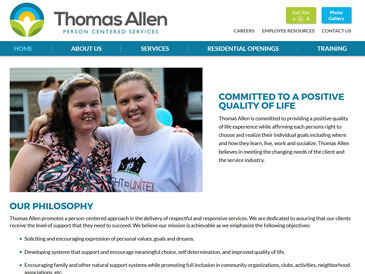 Thomas Allen
PERSON CENTERED SERVICES
Text Size
A A A
Photo
Gallery
CAREERS EMPLOYEE RESOURCES CONTACT US
HOME ABOUT US SERVICES RESIDENTIAL OPENINGS TRAINING
COMMITTED TO A POSITIVE
QUALITY OF LIFE
Thomas Allen is committed to providing a positive
quality of life experience while affirming each persons right to
choose and realize their individual goals including where
and how they learn, live, work and socialize. Thomas Allen
believes in meeting the changing needs of the client and
the service industry.
OUR PHILOSOPHY
Thomas Allen promotes a person-centered approach in the delivery of respectful and responsive services. We are dedicated to assuring that our clients
receive the level of support that they need to succeed. We believe our mission is achievable as we emphasize the following objectives:
Soliciting and encouraging expression of personal values, goals and dreams.
Developing systems that support and encourage meaningful choice, self determination, and improved quality of life.
Encouraging family and other natural support systems while promoting full inclusion in community organizations, clubs, activities, neighborhood
associations, etc.